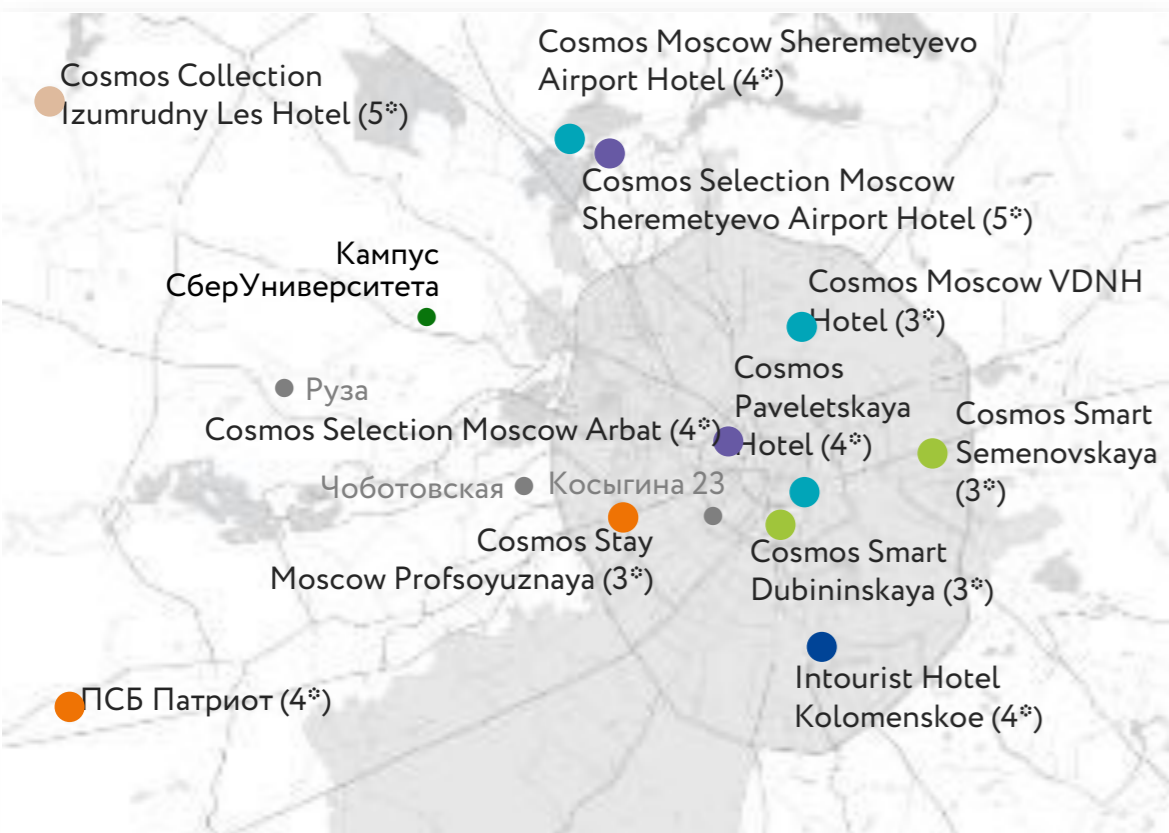 Cosmos Moscow Sheremetyevo
Airport Hotel (4*)
Cosmos Collection
Izumrudny Les Hotel (5*)
Cosmos Selection Moscow
Sheremetyevo Airport Hotel (5*)
Кампус
СберУниверситета
Cosmos Moscow VDNH
Hotel (3*)
Cosmos
Paveletskaya
Hotel (4*)
Руза
Cosmos Selection Moscow Arbat (4*)
Cosmos Smart
Semenovskaya
(3*)
Чоботовская
Косыгина 23
Cosmos Stay
Moscow Profsoyuznaya (3*)
Cosmos Smart
Dubininskaya (3*)
Intourist Hotel
Kolomenskoe (4*)
ПСБ Патриот (4*)